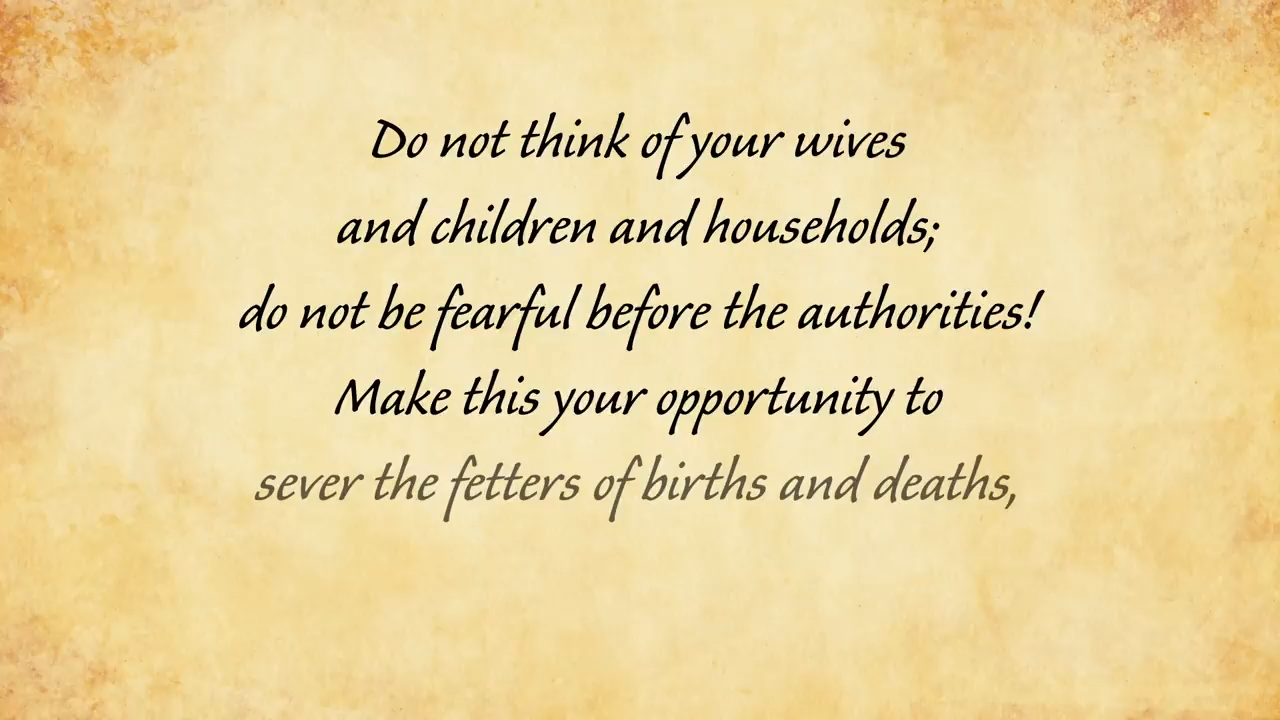 Do not think of your wives
and children and households;
do not be fearful before the authorities!
Make this your opportunity to
sever the fetters of births and deaths,